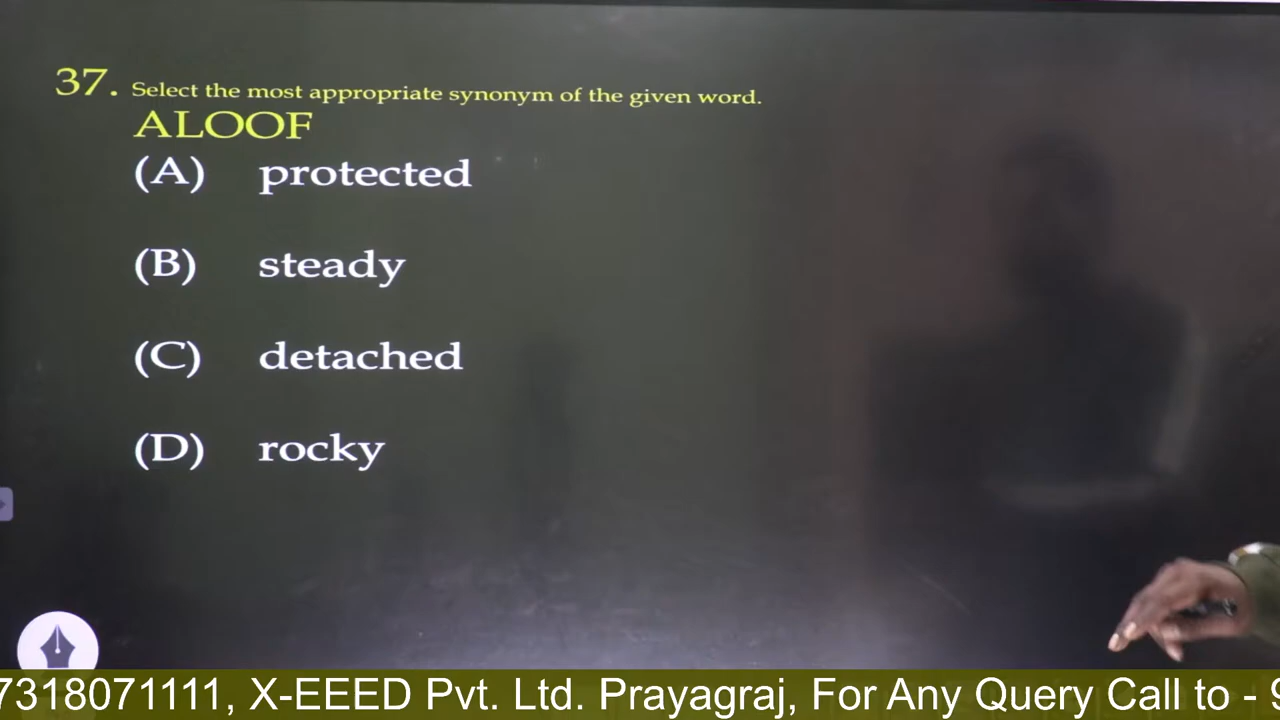 37. Select the most appropriate synonym of the given word.
ALOOF
(A) protected
(B) steady
(C) detached
(D) rocky
7318071111, X-EEED Pvt. Ltd. Prayagraj, For Any Query Call to - 9